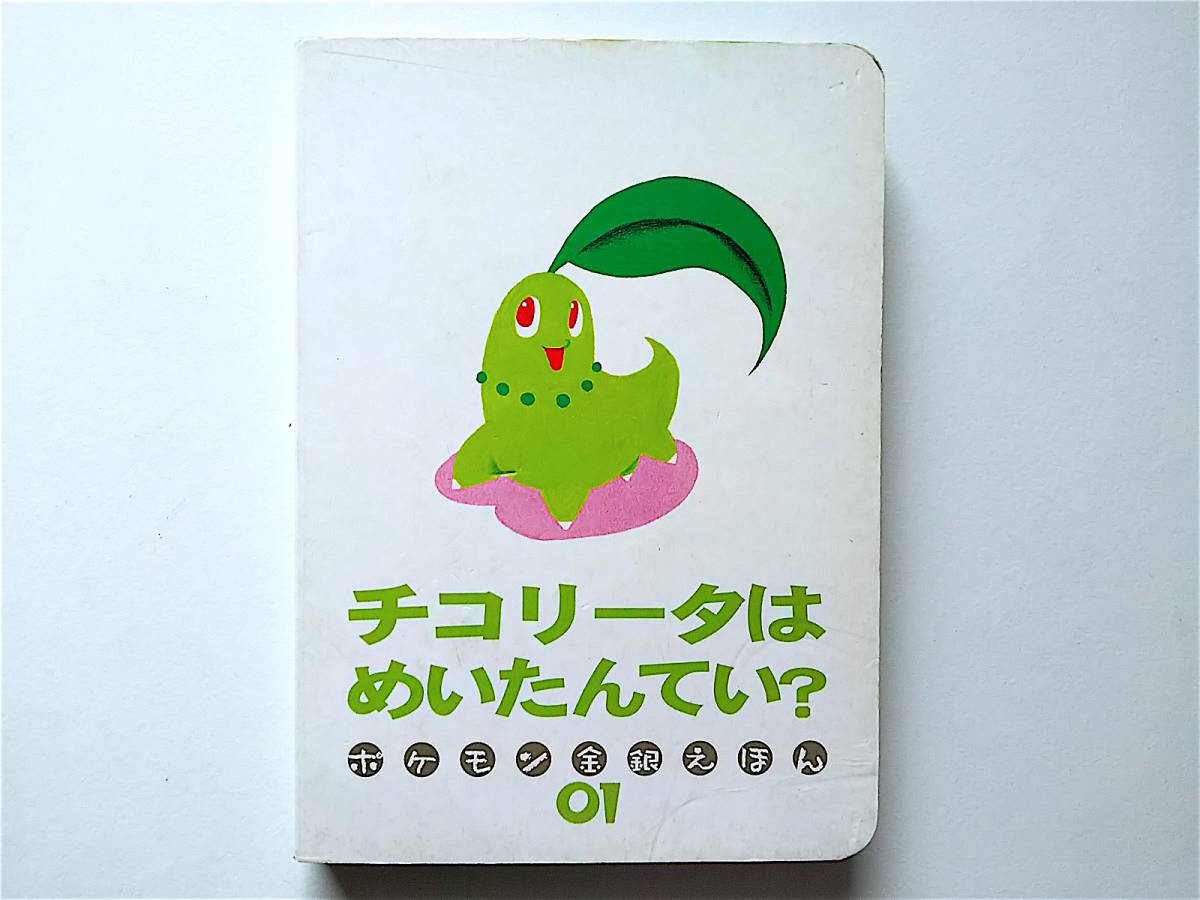 チコリータは
めいたんてい?
ポケモン金銀えほん
01